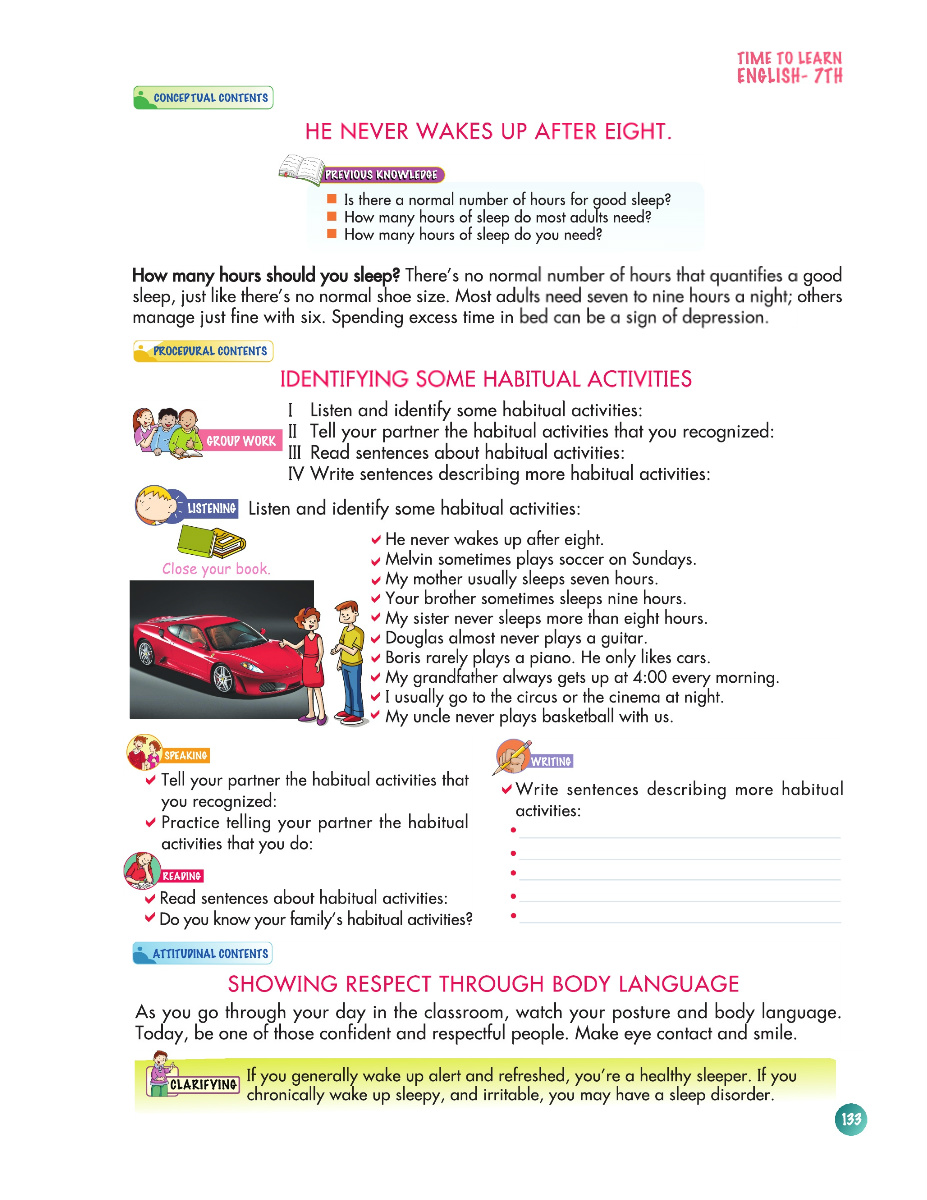 TIME TO LEARN
ENGLISH- 7TH
CONCEPTUAL CONTENTS
HE NEVER WAKES UP AFTER EIGHT.
PREVIOUS KNOWLEDGE
Is there a normal number of hours for good sleep?
How many hours of sleep do most adults need?
How many hours of sleep do you need?
How many hours should you sleep? There's no normal number of hours that quantifies a good
sleep, just like there's no normal shoe size. Most adults need seven to nine hours a night; others
manage just fine with six. Spending excess time in bed can be a sign of depression.
PROCEDURAL CONTENTS
IDENTIFYING SOME HABITUAL ACTIVITIES
GROUP WORK
I Listen and identify some habitual activities:
II Tell your partner the habitual activities that you recognized:
III Read sentences about habitual activities:
IV Write sentences describing more habitual activities:
LISTENING Listen and identify some habitual activities:
Close your book.
He never wakes up after eight.
Melvin sometimes plays soccer on Sundays.
My mother usually sleeps seven hours.
Your brother sometimes sleeps nine hours.
My sister never sleeps more than eight hours.
Douglas almost never plays a guitar.
Boris rarely plays a piano. He only likes cars.
My grandfather always gets up at 4:00 every morning.
I usually go to the circus or the cinema at night.
My uncle never plays basketball with us.
SPEAKING
Tell your partner the habitual activities that
you recognized:
Practice telling your partner the habitual
activities that you do:
READING
Read sentences about habitual activities:
Do you know your family's habitual activities?
WRITING
Write sentences describing more habitual
activities:
ATTITUDINAL CONTENTS
SHOWING RESPECT THROUGH BODY LANGUAGE
As you go through your day in the classroom, watch your posture and body language.
Today, be one of those confident and respectful people. Make eye contact and smile.
CLARIFYING
If you generally wake up alert and refreshed, you're a healthy sleeper. If you
chronically wake up sleepy, and irritable, you may have a sleep disorder.
133